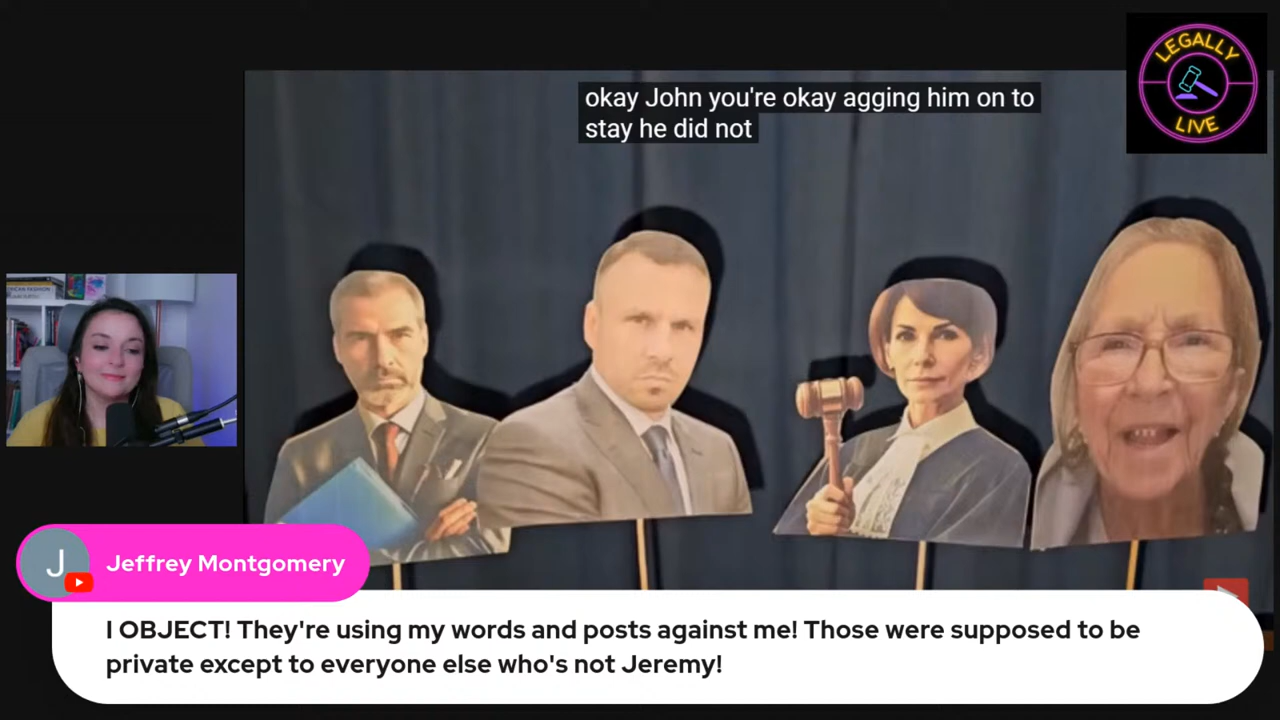 LEGALLY
LIVE
okay John you're okay agging him on to
stay he did not
J
Jeffrey Montgomery
I OBJECT! They're using my words and posts against me! Those were supposed to be
private except to everyone else who's not Jeremy!